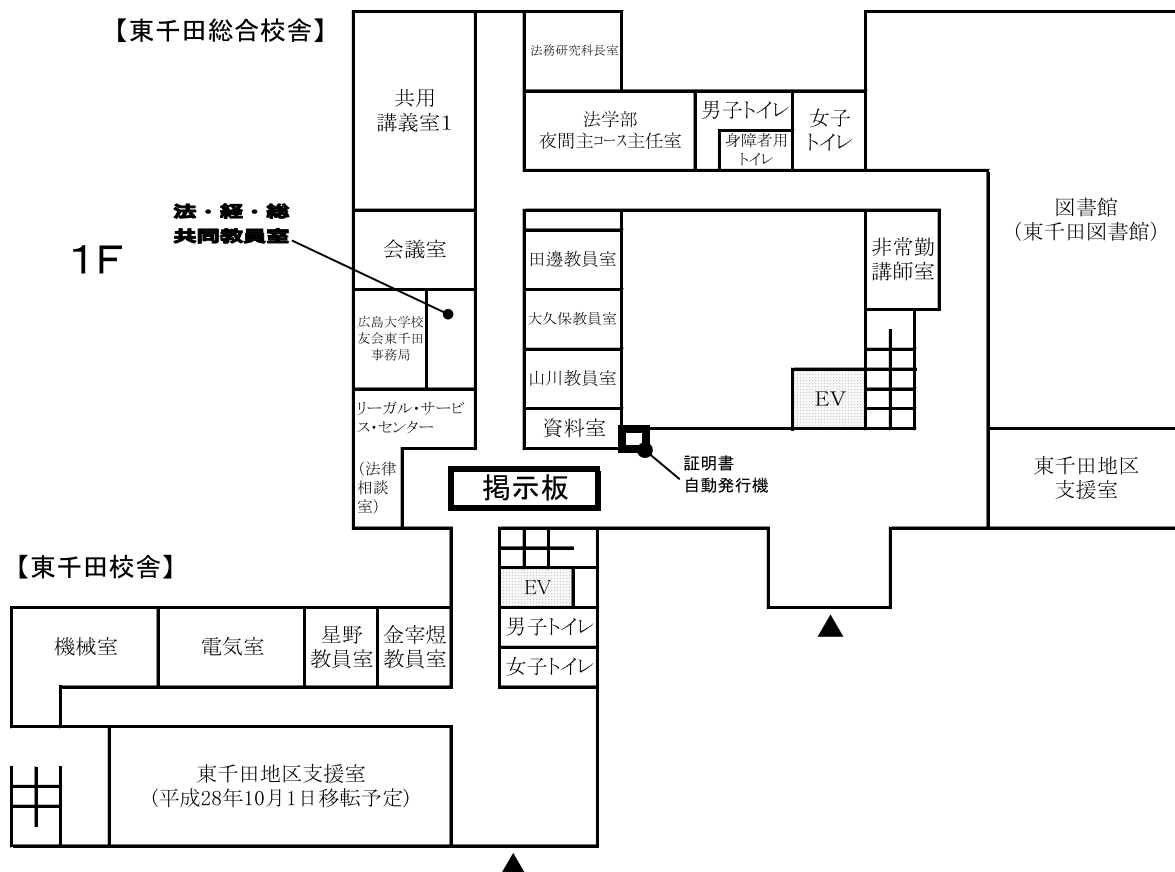 【東千田総合校舎】
法務研究科長室
共用
講義室1
法学部
夜間主コース主任室
男子トイレ
身障者用
トイレ
女子
トイレ
法・経・総
共同教員室
図書館
(東千田図書館)
1F
会議室
田邊教員室
非常勤
講師室
広島大学校
友会東千田
事務局
大久保教員室
山川教員室
EV
リーガル・サービ
ス・センター
資料室
(法律
相談
室)
掲示板
証明書
自動発行機
東千田地区
支援室
【東千田校舎】
EV
機械室
電気室
星野
教員室
金宰煜
教員室
男子トイレ
女子トイレ
東千田地区支援室
(平成28年10月1日移転予定)